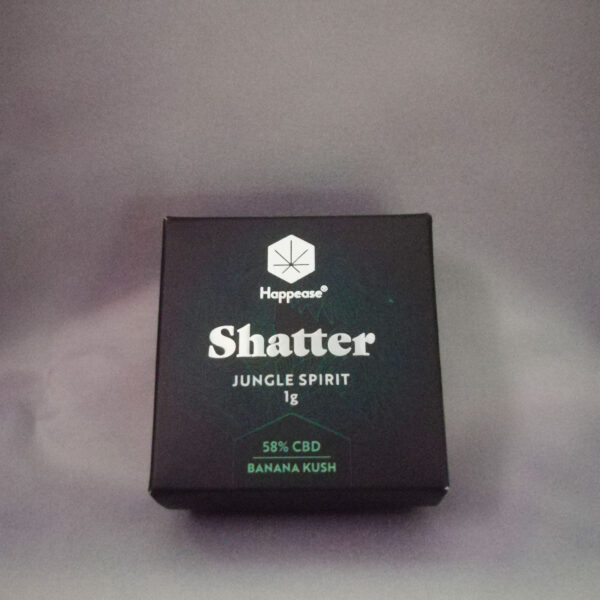 Happease®
Shatter
JUNGLE SPIRIT
1g
58% CBD
BANANA KUSH